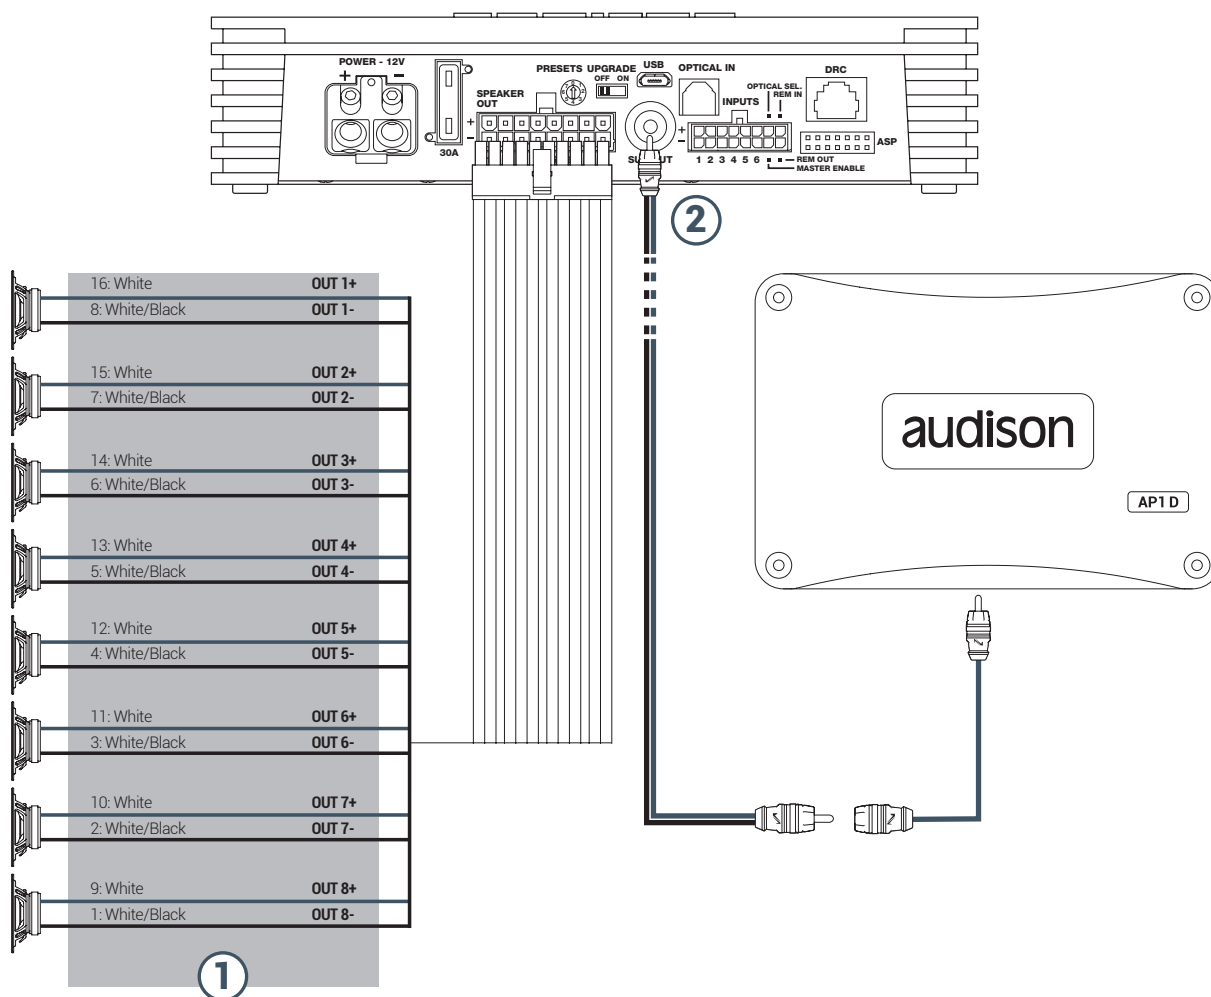 POWER - 12V
+ -
30A
PRESETS
UPGRADE
OFF ON
USB
OPTICAL IN
DRC
SPEAKER
OUT
+
-
OPTICAL SEL.
REM IN
INPUTS
+
-
1 2 3 4 5 6
ASP
REM OUT
MASTER ENABLE
2
16: White OUT 1+
8: White/Black OUT 1-
15: White OUT 2+
7: White/Black OUT 2-
14: White OUT 3+
6: White/Black OUT 3-
13: White OUT 4+
5: White/Black OUT 4-
12: White OUT 5+
4: White/Black OUT 5-
11: White OUT 6+
3: White/Black OUT 6-
10: White OUT 7+
2: White/Black OUT 7-
9: White OUT 8+
1: White/Black OUT 8-
1
audison
AP1 D